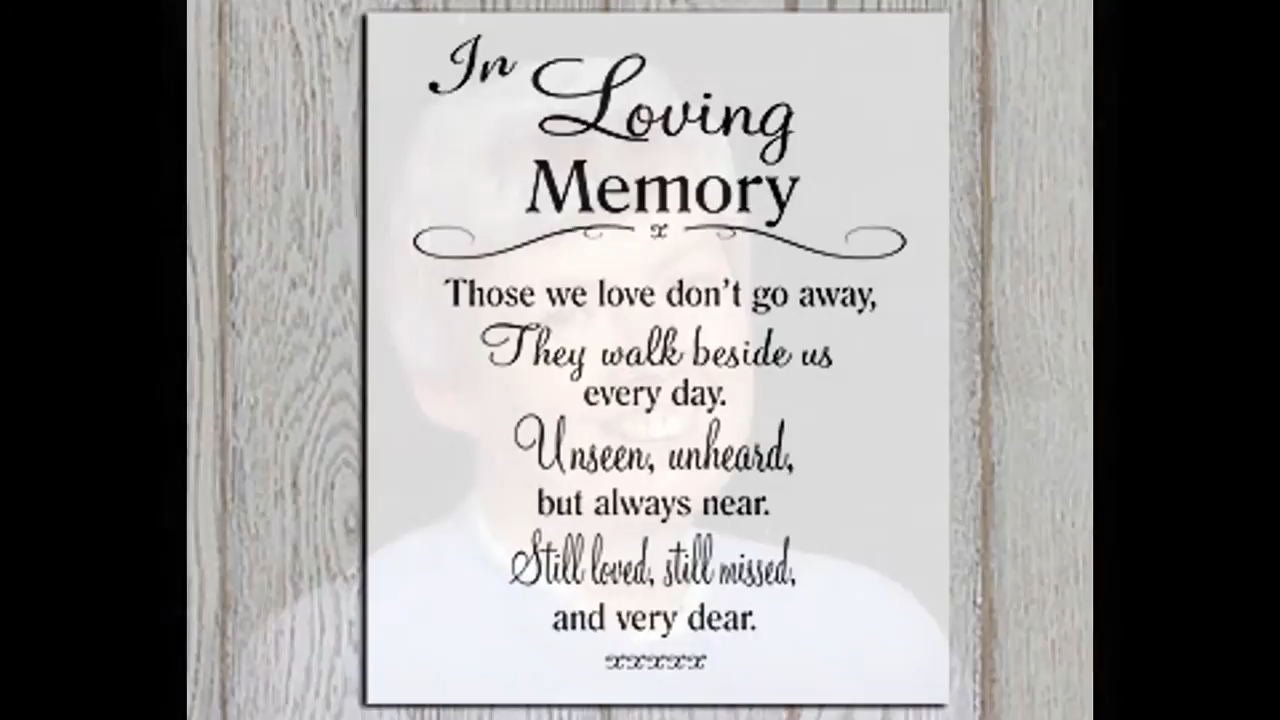 In
Loving
Memory
x
Those we love don't go away,
They walk beside us
every day.
Unseen, unheard,
but always near.
Still loved, still missed,
and very dear.
xxxxx